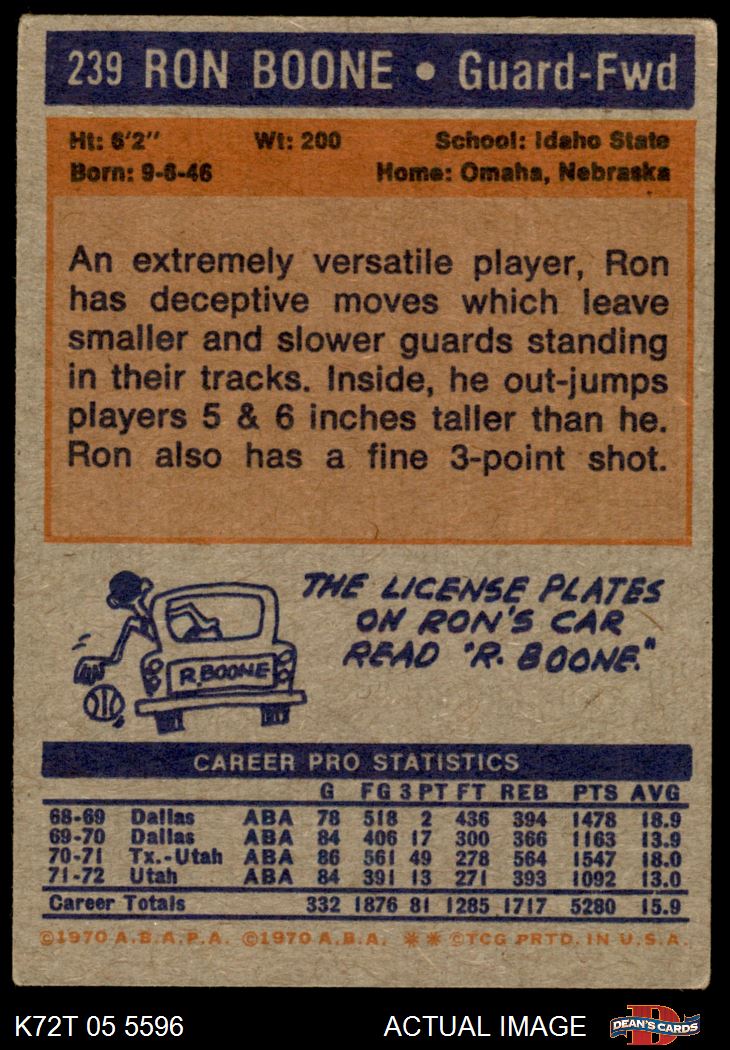 239 RON BOONE • Guard-Fwd
Ht: 6'2" Wt: 200 School: Idaho State
Born: 9-6-46 Home: Omaha, Nebraska
An extremely versatile player, Ron
has deceptive moves which leave
smaller and slower guards standing
in their tracks. Inside, he out-jumps
players 5 & 6 inches taller than he.
Ron also has a fine 3-point shot.
THE LICENSE PLATES
ON RON'S CAR
READ "R. BOONE."
R.BOONE
CAREER PRO STATISTICS
G FG 3 PT FT REB PTS AVG
68-69 Dallas ABA 78 518 2 436 394 1478 18.9
69-70 Dallas ABA 84 406 17 300 366 1163 13.9
70-71 Tx.-Utah ABA 86 561 49 278 564 1547 18.0
71-72 Utah ABA 84 391 13 271 393 1092 13.0
Career Totals 332 1876 81 1285 1717 5280 15.9
©1970 A.B.A.P.A. ©1970 A.B.A. ** ©TCG PRTD. IN U.S.A.
K72T 05 5596 ACTUAL IMAGE D DEAN'S CARDS